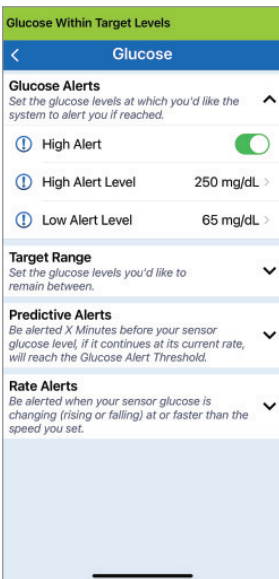 Glucose Within Target Levels
Glucose
Glucose Alerts
Set the glucose levels at which you'd like the
system to alert you if reached.
High Alert
High Alert Level 250 mg/dL
Low Alert Level 65 mg/dL
Target Range
Set the glucose levels you'd like to
remain between.
Predictive Alerts
Be alerted X Minutes before your sensor
glucose level, if it continues at its current rate,
will reach the Glucose Alert Threshold.
Rate Alerts
Be alerted when your sensor glucose is
changing (rising or falling) at or faster than the
speed you set.